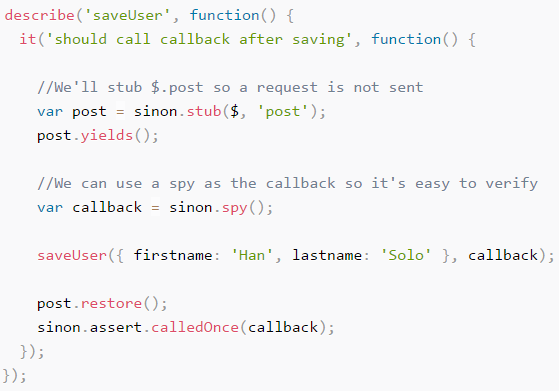 describe('saveUser', function() {
  it('should call callback after saving', function() {

    //We'll stub $.post so a request is not sent
    var post = sinon.stub($, 'post');
    post.yields();

    //We can use a spy as the callback so it's easy to verify
    var callback = sinon.spy();

    saveUser({ firstname: 'Han', lastname: 'Solo' }, callback);

    post.restore();
    sinon.assert.calledOnce(callback);
  });
});